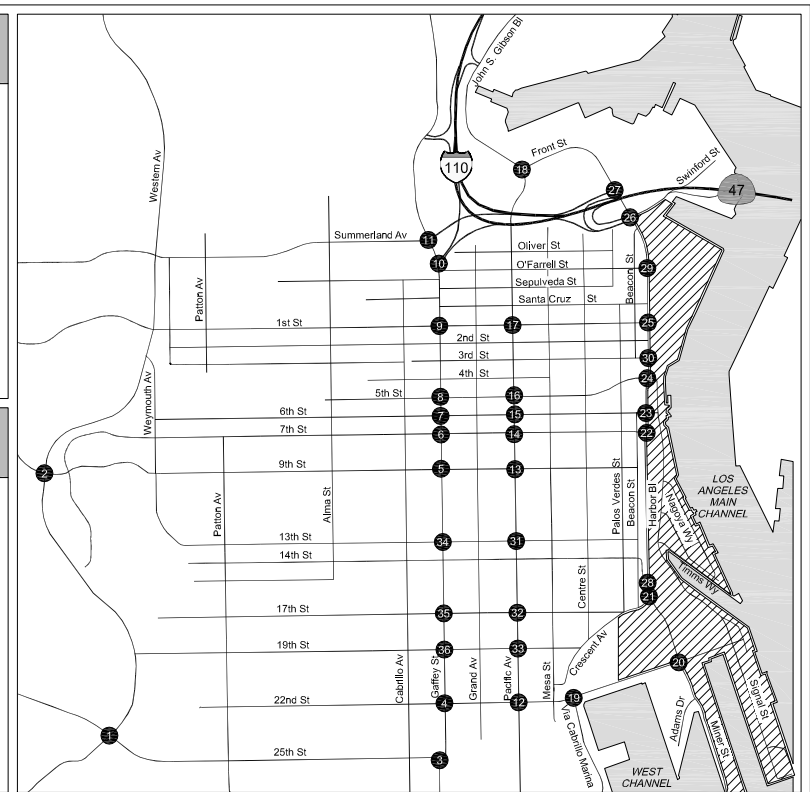 John S. Gibson Bl
Front St
18
110
27
Swinford St
47
26
Western Av
Summerland Av
11
10
Oliver St
O'Farrell St
29
Beacon St
Sepulveda St
Santa Cruz St
Patton Av
1st St
9
17
25
2nd St
3rd St
30
4th St
24
5th St
8
16
Weymouth Av
6th St
7
15
23
7th St
6
14
22
2
9th St
5
13
LOS
ANGELES
MAIN
CHANNEL
Patton Av
Alma St
Palos Verdes St
Beacon St
Harbor Bl
Nagoya Wy
13th St
34
31
14th St
Centre St
28
Timms Wy
21
17th St
35
32
19th St
36
33
Crescent Av
20
Cabrillo Av
Gaffey St
Grand Av
Pacific Av
Mesa St
22nd St
4
12
19
Signal St
Adams Dr
Miner St
Via Cabrillo Marina
1
25th St
3
WEST
CHANNEL